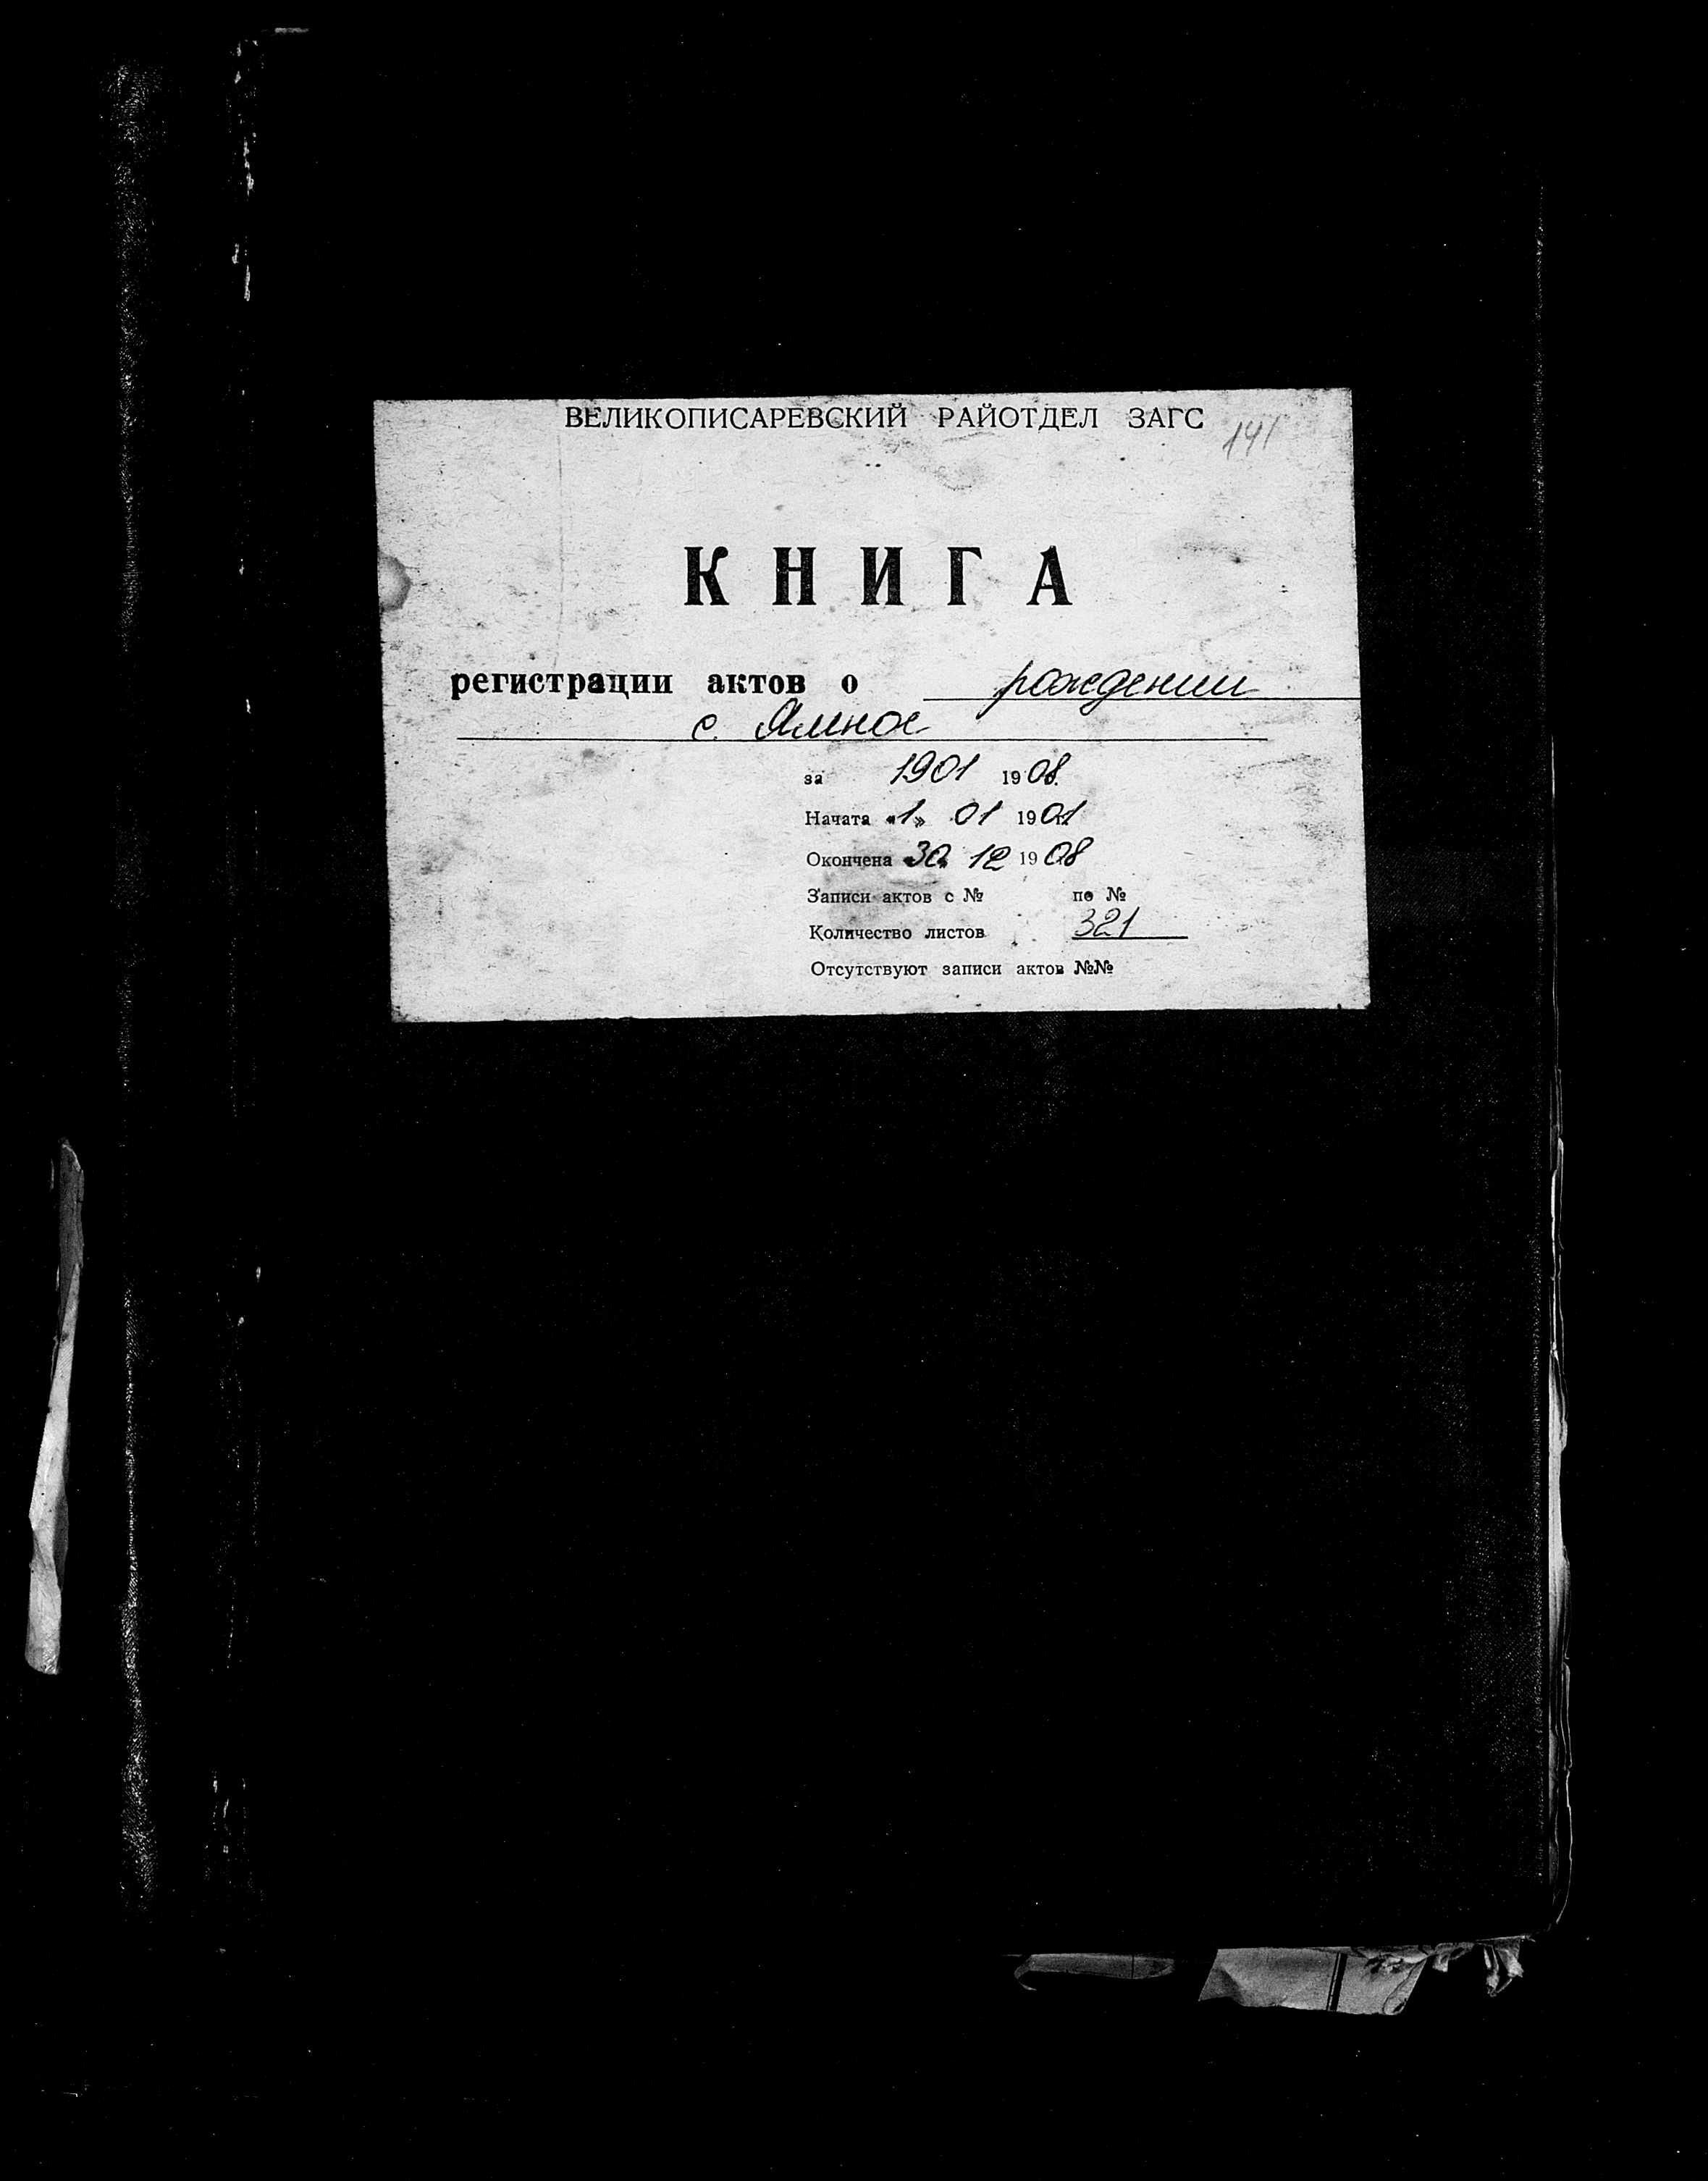 ВЕЛИКОПИСАРЕВСКИЙ РАЙОТДЕЛ ЗАГС
141
КНИГА
регистрации актов о рождении
с. Ямное
за 1901 1908.
Начата «1» 01 1901
Окончена «30» 12 1908
Записи актов с № по №
Количество листов 321
Отсутствуют записи актов №№